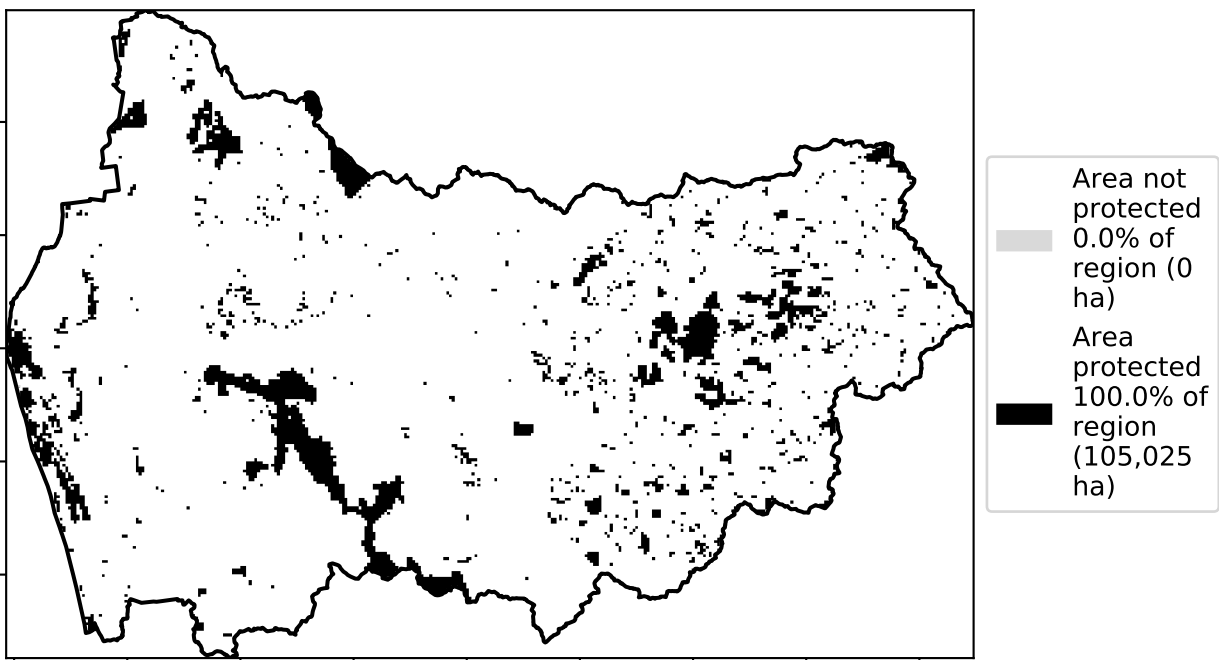 Area not
protected
0.0% of
region (0
ha)
Area
protected
100.0% of
region
(105,025
ha)